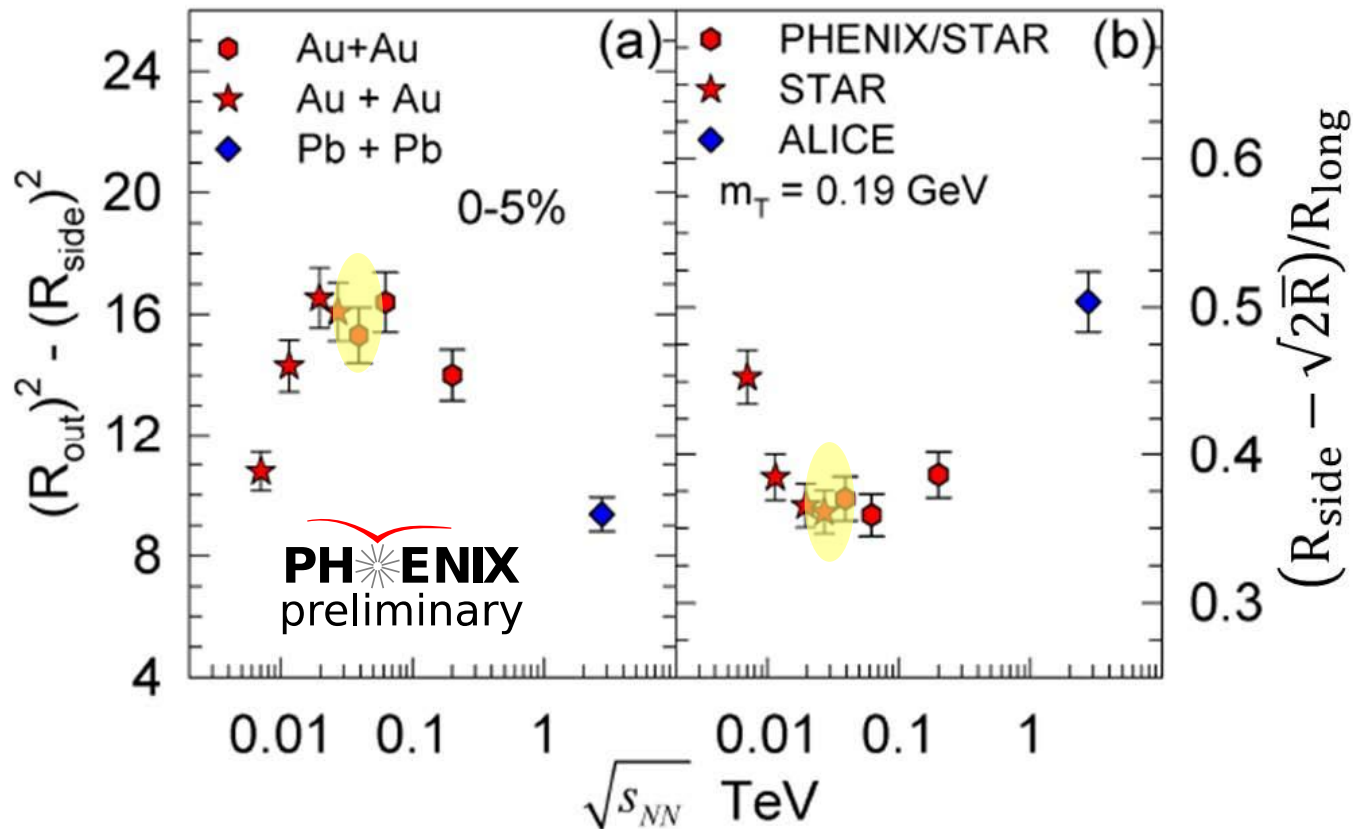 (a)
Au+Au
Au + Au
Pb + Pb
0-5%
24
20
16
12
8
4
(R_out)^2 - (R_side)^2
PHENIX
preliminary
0.01 0.1 1
(b)
PHENIX/STAR
STAR
ALICE
m_T = 0.19 GeV
0.6
0.5
0.4
0.3
(R_side − √2R̅)/R_long
0.01 0.1 1
√s_NN TeV